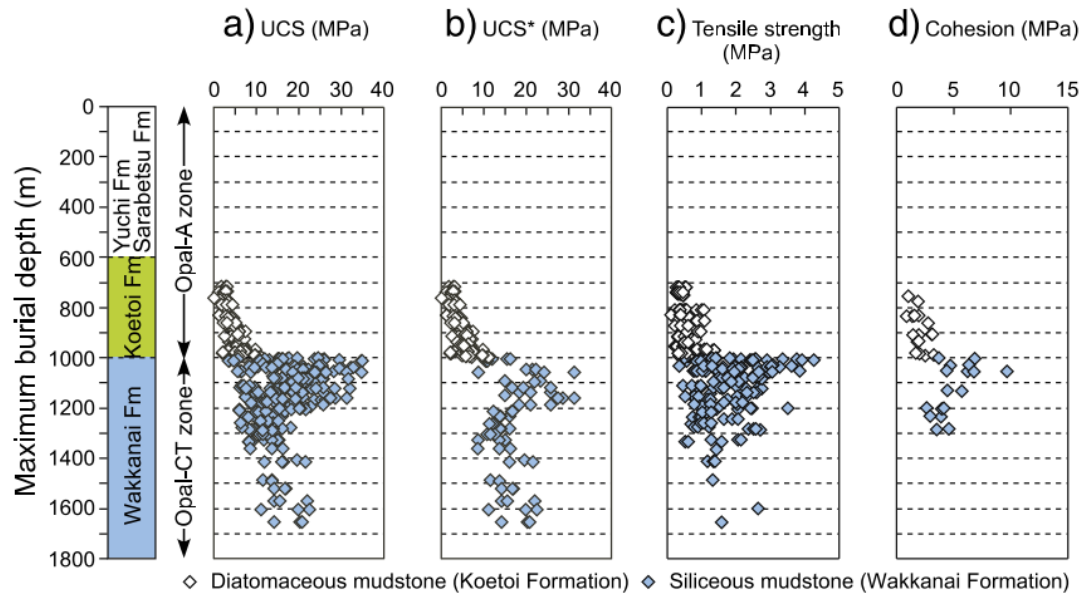 a) UCS (MPa) b) UCS* (MPa) c) Tensile strength (MPa) d) Cohesion (MPa)
0 10 20 30 40 0 10 20 30 40 0 1 2 3 4 5 0 5 10 15
Maximum burial depth (m)
0
200
400
600
800
1000
1200
1400
1600
1800
Yuchi Fm
Sarabetsu Fm
Koetoi Fm
Wakkanai Fm
Opal-A zone
Opal-CT zone
Diatomaceous mudstone (Koetoi Formation) Siliceous mudstone (Wakkanai Formation)